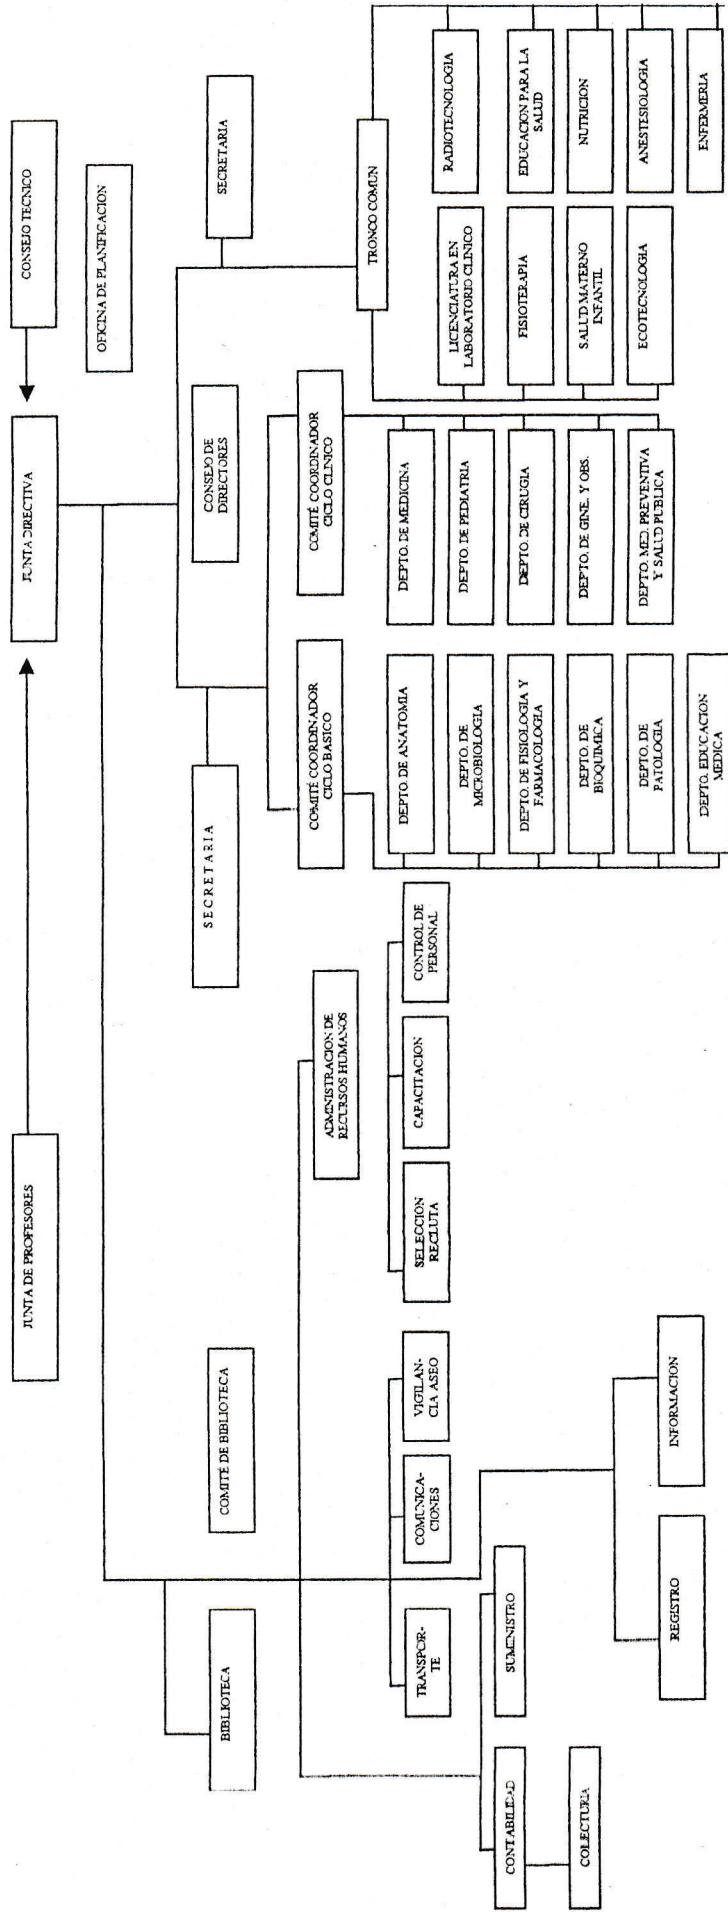 JUNTA DE PROFESORES
JUNTA DIRECTIVA
CONSEJO TECNICO
OFICINA DE PLANIFICACION
BIBLIOTECA
COMITÉ DE BIBLIOTECA
SECRETARIA
CONSEJO DE
DIRECTORES
SECRETARIA
ADMINISTRACION DE
RECURSOS HUMANOS
COMITÉ COORDINADOR
CICLO BASICO
COMITÉ COORDINADOR
CICLO CLINICO
TRONCO COMUN
TRANSPOR-
TE
COMUNICA-
CIONES
VIGILAN-
CIA ASEO
SELECCION
RECLUTA
CAPACITACION
CONTROL DE
PERSONAL
CONTABILIDAD
SUMINISTRO
COLECTURIA
REGISTRO
INFORMACION
DEPTO. DE ANATOMIA
DEPTO. DE
MICROBIOLOGIA
DEPTO. DE FISIOLOGIA Y
FARMACOLOGIA
DEPTO. DE
BIOQUIMICA
DEPTO. DE
PATOLOGIA
DEPTO. EDUCACION
MEDICA
DEPTO. DE MEDICINA
DEPTO. DE PEDIATRIA
DEPTO. DE CIRUGIA
DEPTO. DE GINE. Y OBS.
DEPTO. MED. PREVENTIVA
Y SALUD PUBLICA
LICENCIATURA EN
LABORATORIO CLINICO
FISIOTERAPIA
SALUD MATERNO
INFANTIL
ECOTECNOLOGIA
RADIOTECNOLOGIA
EDUCACION PARA LA
SALUD
NUTRICION
ANESTESIOLOGIA
ENFERMERIA